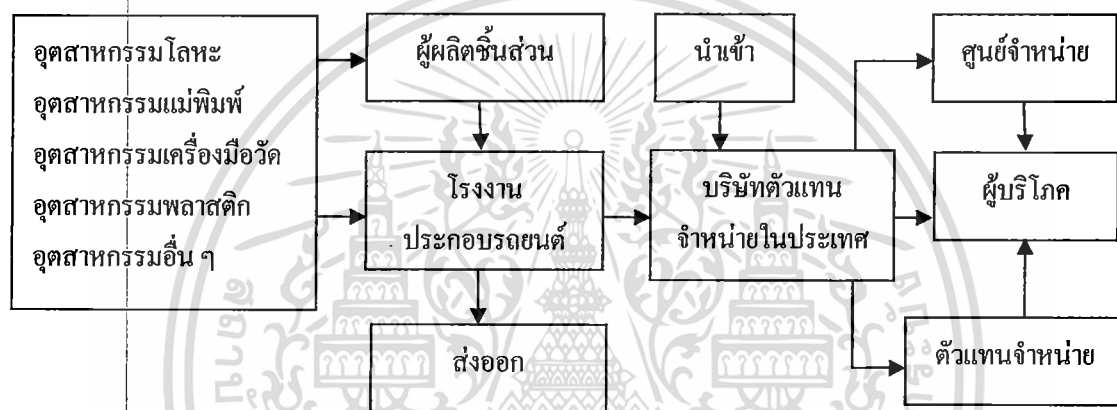 อุตสาหกรรมโลหะ
อุตสาหกรรมแม่พิมพ์
อุตสาหกรรมเครื่องมือวัด
อุตสาหกรรมพลาสติก
อุตสาหกรรมอื่น ๆ
ผู้ผลิตชิ้นส่วน
โรงงาน
ประกอบรถยนต์
ส่งออก
นำเข้า
บริษัทตัวแทน
จำหน่ายในประเทศ
ศูนย์จำหน่าย
ผู้บริโภค
ตัวแทนจำหน่าย